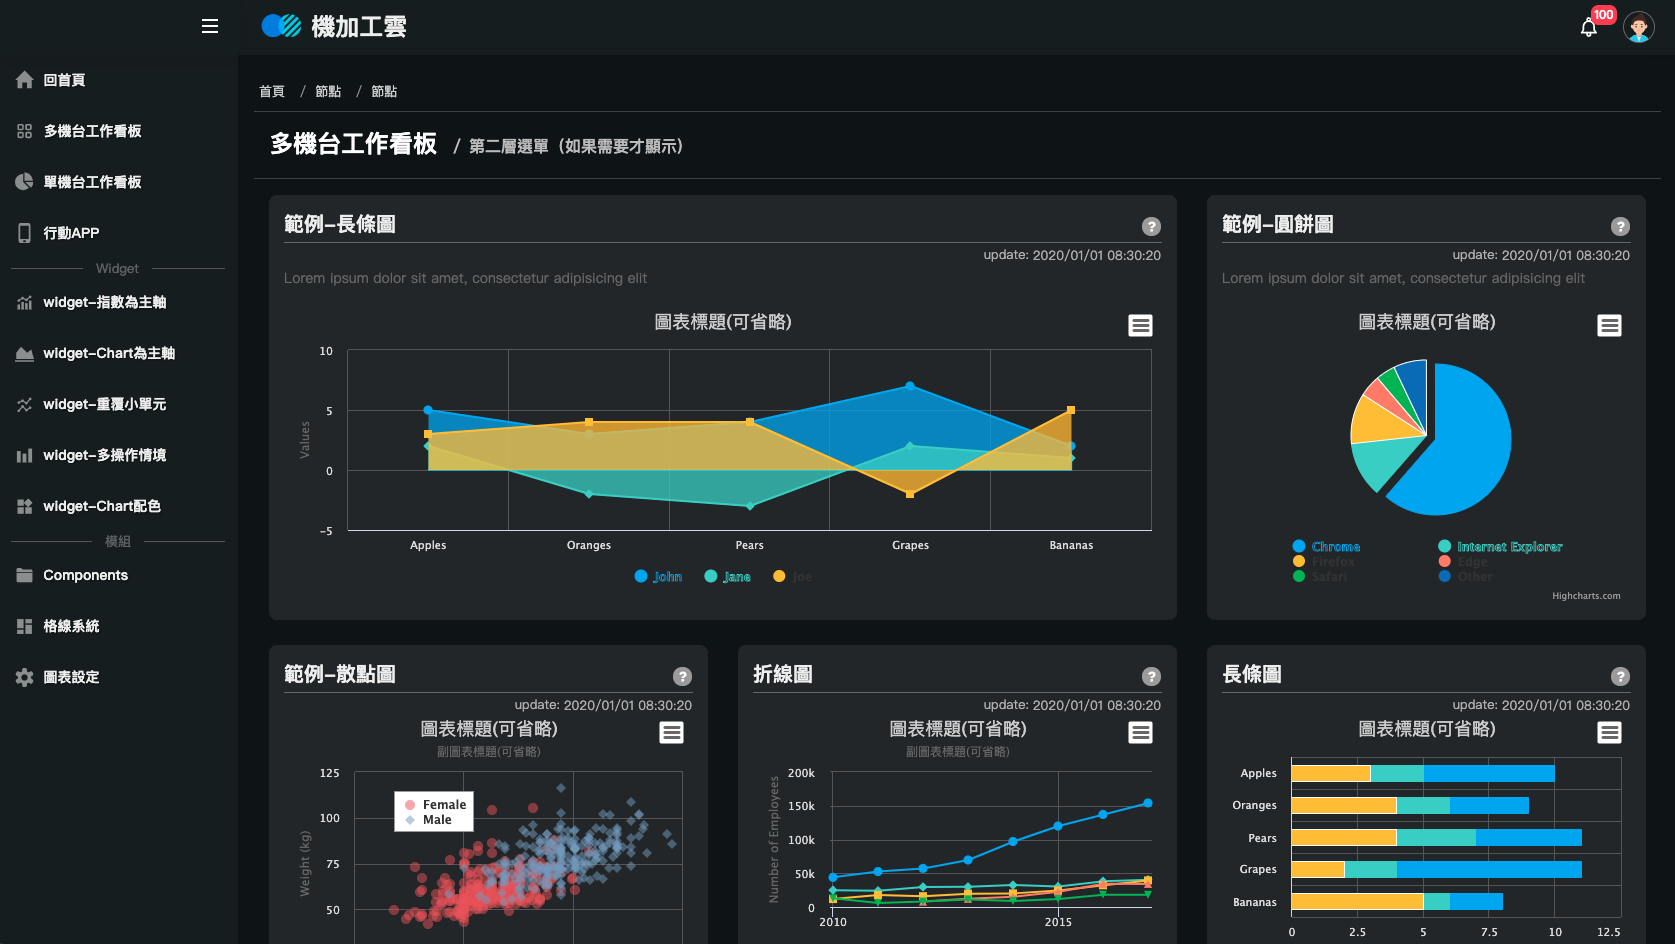 機加工雲
100
回首頁
多機台工作看板
單機台工作看板
行動APP
Widget
widget-指數為主軸
widget-Chart為主軸
widget-重覆小單元
widget-多操作情境
widget-Chart配色
模組
Components
格線系統
圖表設定
首頁 / 節點 / 節點
多機台工作看板 / 第二層選單（如果需要才顯示）
範例-長條圖
?
update: 2020/01/01 08:30:20
Lorem ipsum dolor sit amet, consectetur adipisicing elit
圖表標題(可省略)
Values
10
5
0
-5
Apples
Oranges
Pears
Grapes
Bananas
John
Jane
Joe
範例-圓餅圖
?
update: 2020/01/01 08:30:20
Lorem ipsum dolor sit amet, consectetur adipisicing elit
圖表標題(可省略)
Chrome
Internet Explorer
Firefox
Edge
Safari
Other
Highcharts.com
範例-散點圖
?
update: 2020/01/01 08:30:20
圖表標題(可省略)
副圖表標題(可省略)
Weight (kg)
125
100
75
50
Female
Male
折線圖
?
update: 2020/01/01 08:30:20
圖表標題(可省略)
副圖表標題(可省略)
Number of Employees
200k
150k
100k
50k
0
2010
2015
長條圖
?
update: 2020/01/01 08:30:20
圖表標題(可省略)
Apples
Oranges
Pears
Grapes
Bananas
0
2.5
5
7.5
10
12.5